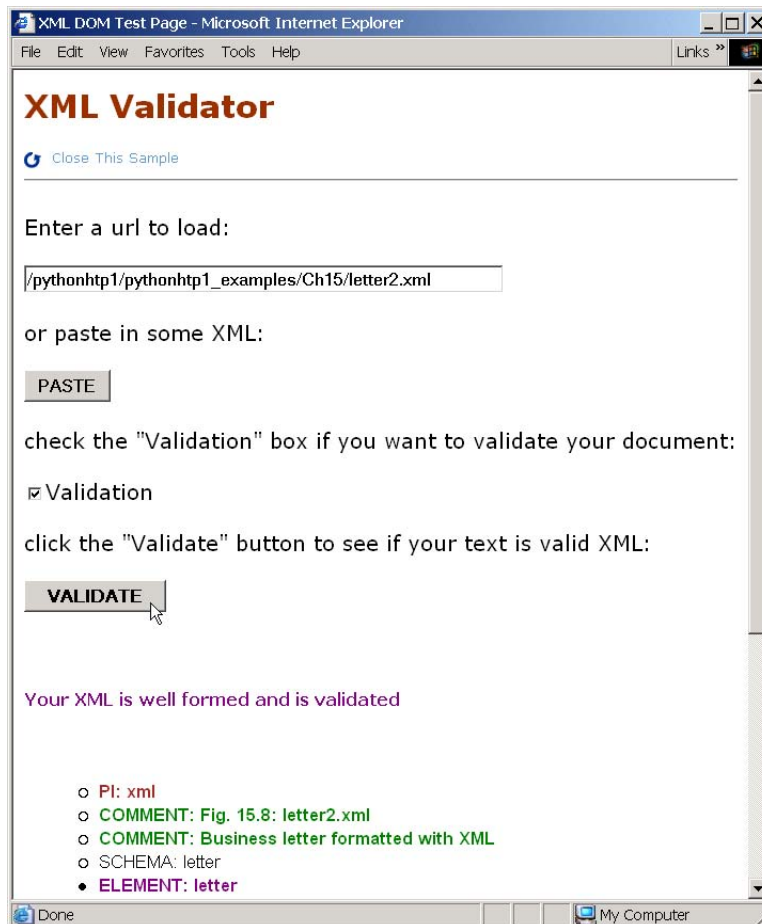 XML DOM Test Page - Microsoft Internet Explorer
File Edit View Favorites Tools Help Links »
XML Validator
Close This Sample
Enter a url to load:
/pythonhtp1/pythonhtp1_examples/Ch15/letter2.xml
or paste in some XML:
PASTE
check the "Validation" box if you want to validate your document:
Validation
click the "Validate" button to see if your text is valid XML:
VALIDATE
Your XML is well formed and is validated
PI: xml
COMMENT: Fig. 15.8: letter2.xml
COMMENT: Business letter formatted with XML
SCHEMA: letter
ELEMENT: letter
Done My Computer